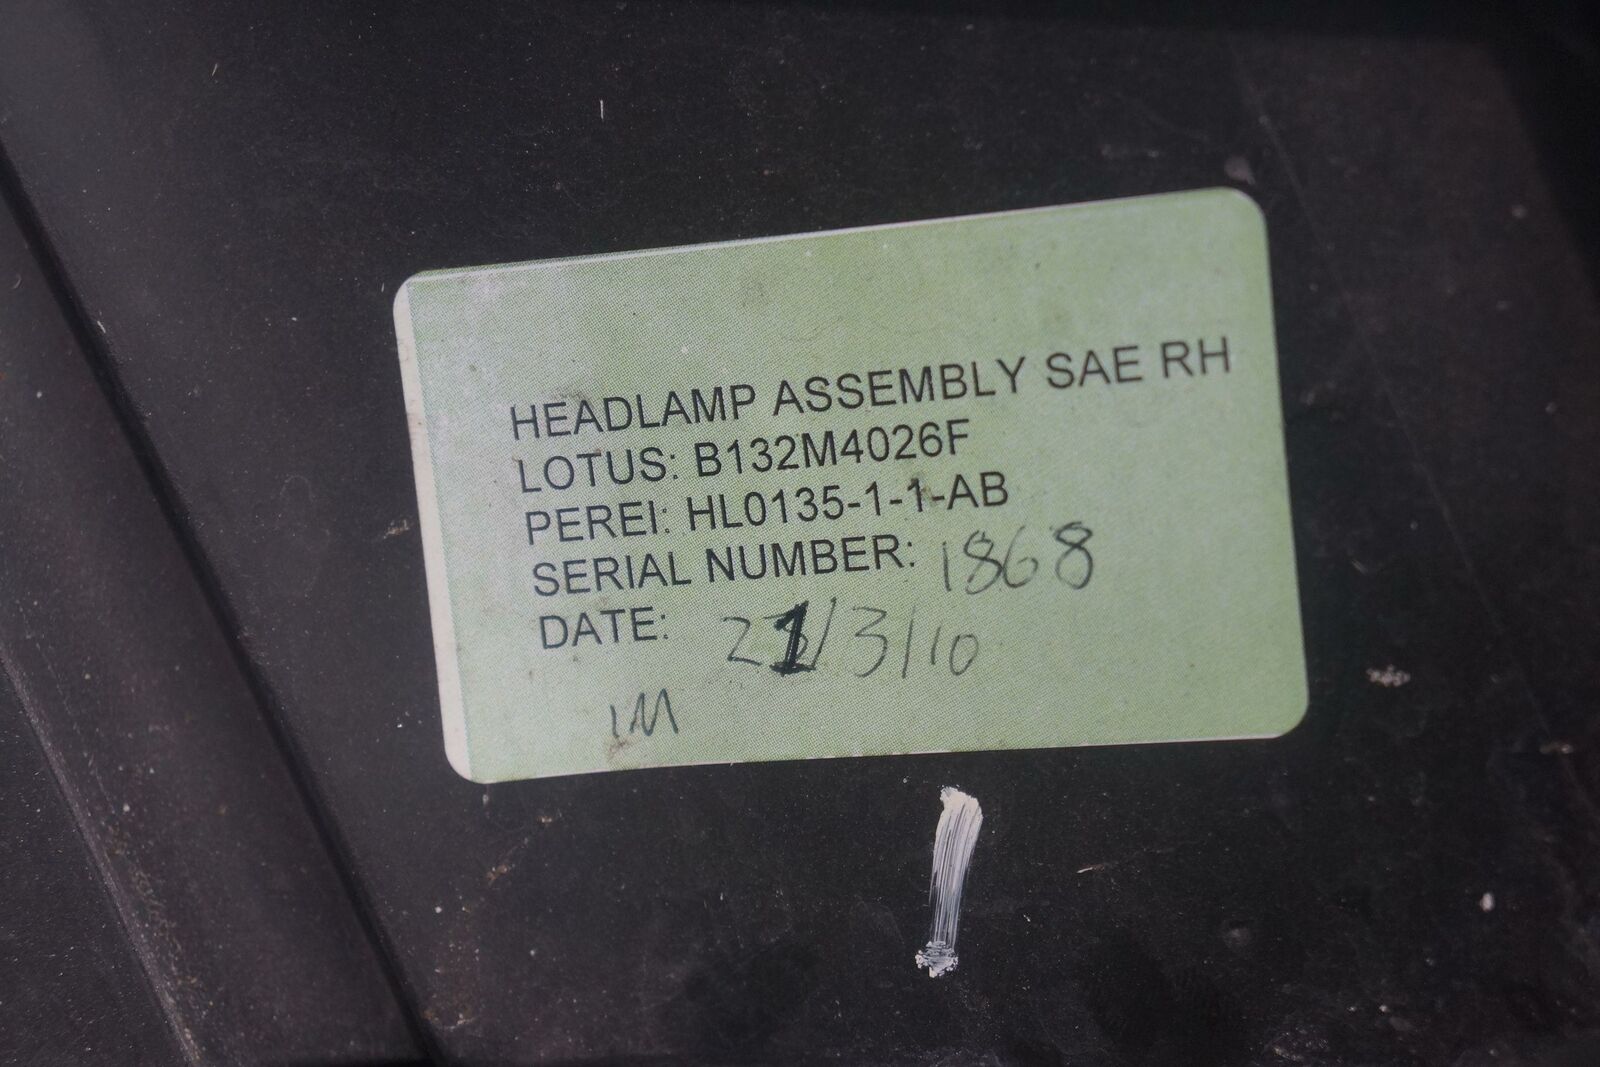 HEADLAMP ASSEMBLY SAE RH
LOTUS: B132M4026F
PEREI: HL0135-1-1-AB
SERIAL NUMBER: 1868
DATE: 21/3/10